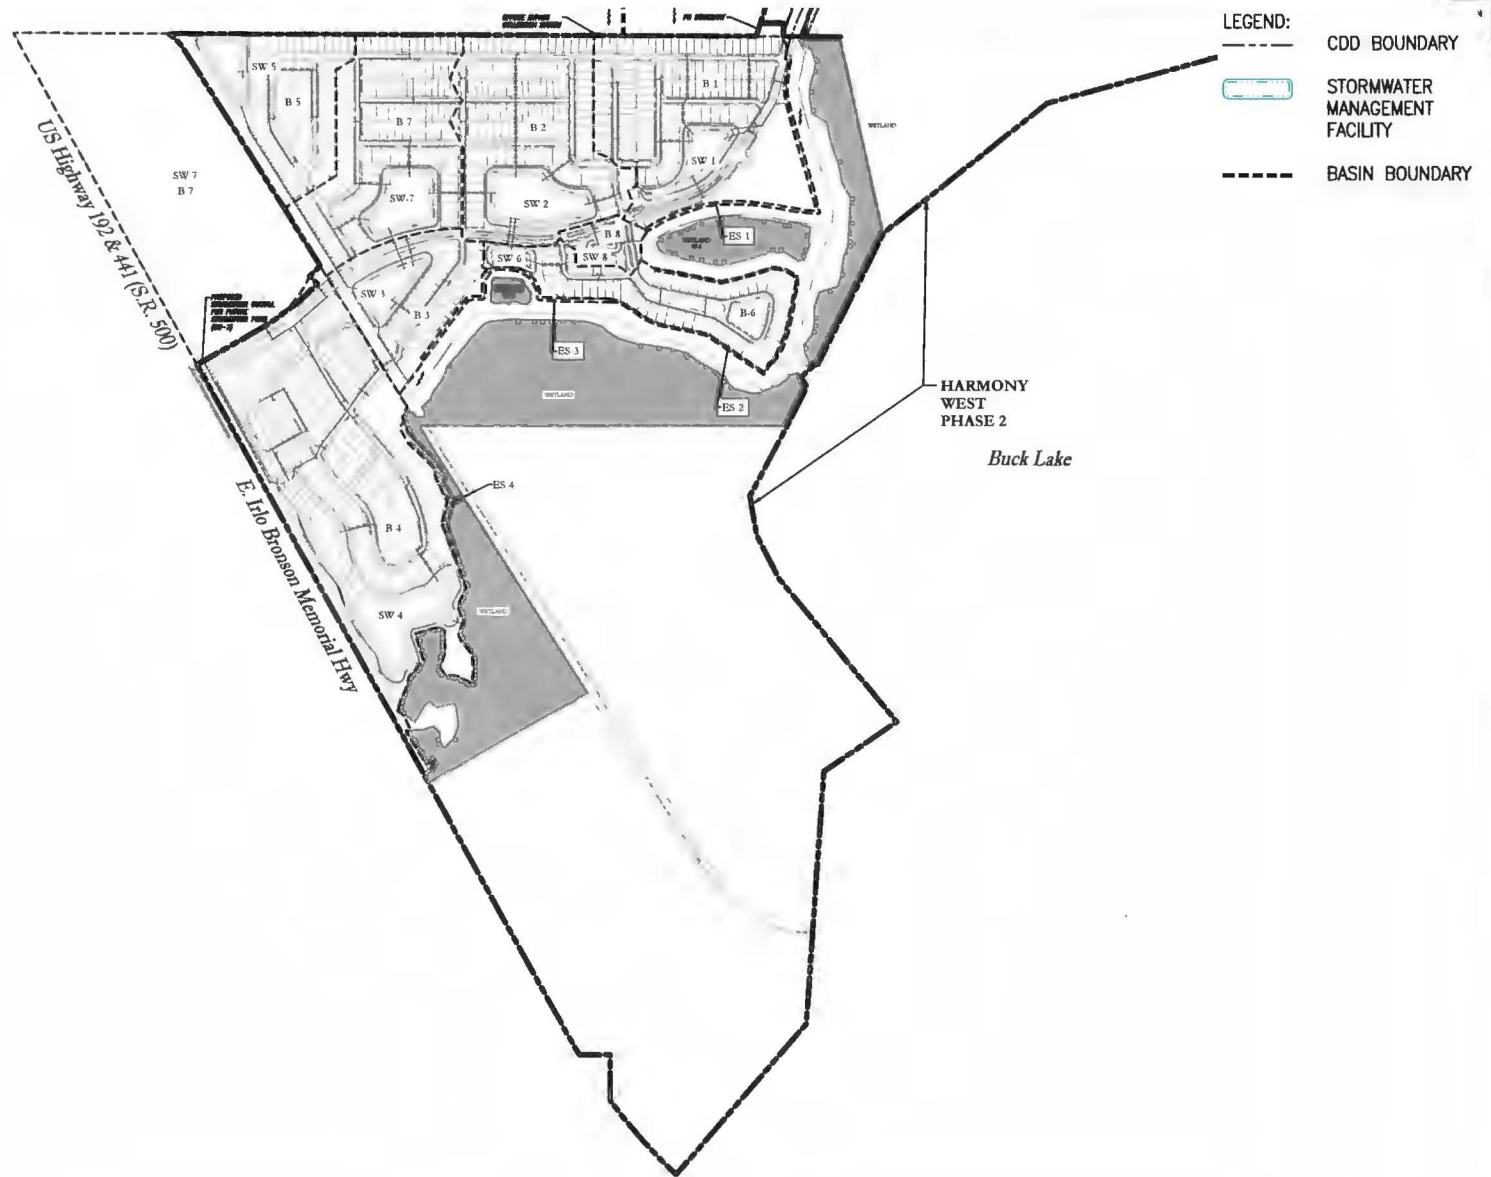 LEGEND:
CDD BOUNDARY
STORMWATER
MANAGEMENT
FACILITY
BASIN BOUNDARY
SW 5
B 5
B 7
B 2
B 1
SW 1
WETLAND
SW 7
B 7
SW-7
SW 2
B 8
SW 6
SW 8
WETLAND
ES 1
US Highway 192 & 441 (S.R. 500)
SW 3
B 3
B-6
ES 3
ES 2
WETLAND
HARMONY
WEST
PHASE 2
Buck Lake
ES 4
E. Irlo Bronson Memorial Hwy
B 4
SW 4
WETLAND